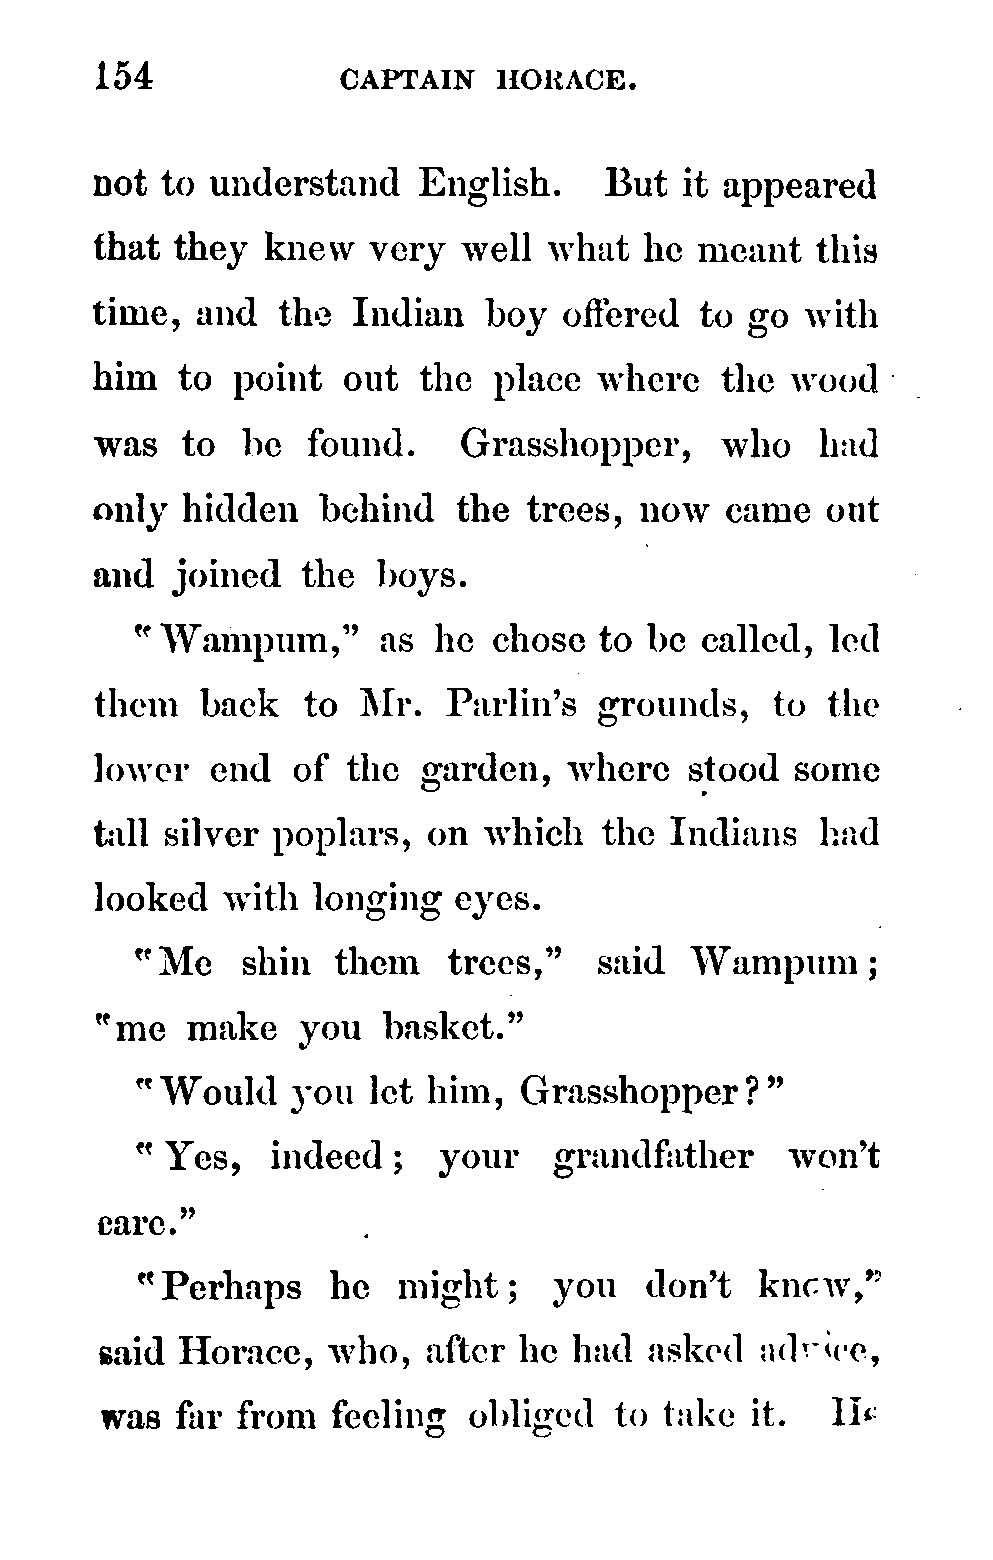 154 CAPTAIN HORACE.
not to understand English. But it appeared
that they knew very well what he meant this
time, and the Indian boy offered to go with
him to point out the place where the wood
was to be found. Grasshopper, who had
only hidden behind the trees, now came out
and joined the boys.
"Wampum," as he chose to be called, led
them back to Mr. Parlin's grounds, to the
lower end of the garden, where stood some
tall silver poplars, on which the Indians had
looked with longing eyes.
"Me shin them trees," said Wampum;
"me make you basket."
"Would you let him, Grasshopper?"
"Yes, indeed; your grandfather won't
care."
"Perhaps he might; you don't know,"
said Horace, who, after he had asked advice,
was far from feeling obliged to take it. He